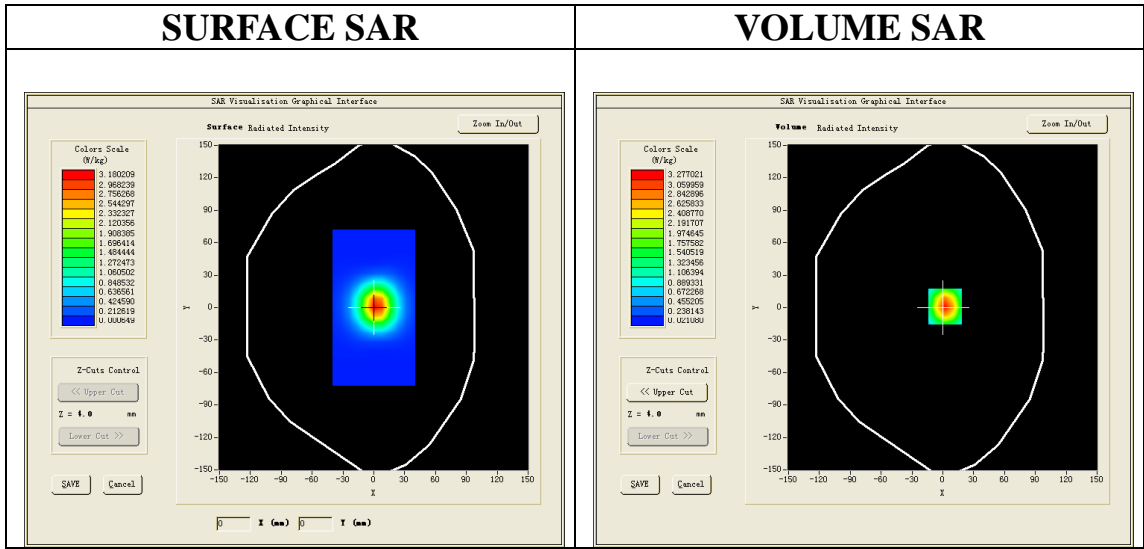 SURFACE SAR
SAR Visualisation Graphical Interface
Surface Radiated Intensity
Zoom In/Out
Colors Scale
(W/kg)
3.180209
2.968239
2.756268
2.544297
2.332327
2.120356
1.908385
1.696414
1.484444
1.272473
1.060502
0.848532
0.636561
0.424590
0.212619
0.000649
150
90
60
30
0
-30
-60
-90
-120
-150
Y
-150 -120 -90 -60 -30 0 30 60 90 120 150
X
Z-Cuts Control
<< Upper Cut
Z = 4.0 mm
Lower Cut >>
SAVE Cancel
0 X (mm) 0 Y (mm)
VOLUME SAR
SAR Visualisation Graphical Interface
Volume Radiated Intensity
Zoom In/Out
Colors Scale
(W/kg)
3.277021
3.059959
2.842896
2.625833
2.408770
2.191707
1.974645
1.757582
1.540519
1.323456
1.106394
0.889331
0.672268
0.455205
0.238143
0.021080
150
120
90
60
30
0
-30
-60
-90
-120
-150
Y
-150 -120 -90 -60 -30 0 30 60 90 120 150
X
Z-Cuts Control
<< Upper Cut
Z = 4.0 mm
Lower Cut >>
SAVE Cancel